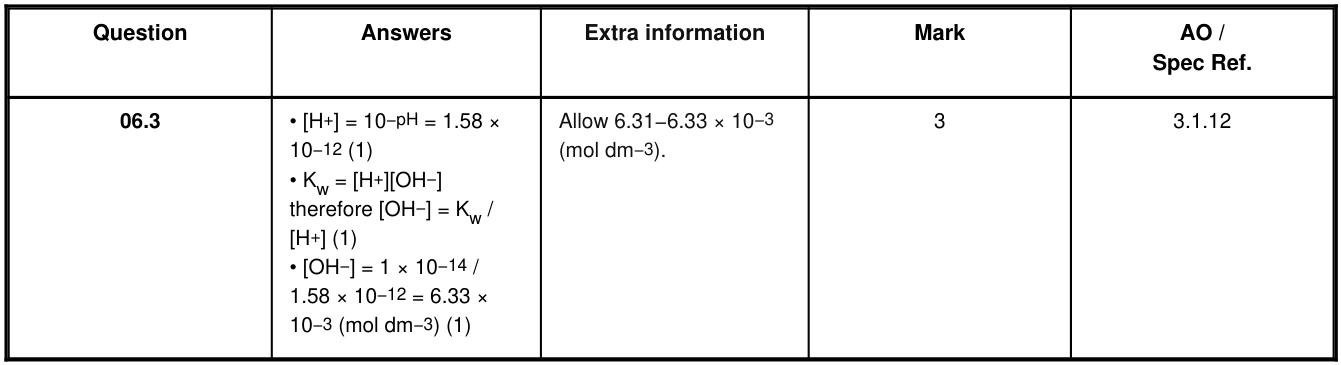 Question Answers Extra information Mark AO /
Spec Ref.
06.3 • [H+] = 10–pH = 1.58 × Allow 6.31–6.33 × 10–3 3 3.1.12
10–12 (1) (mol dm–3).
• Kw = [H+][OH–]
therefore [OH–] = Kw /
[H+] (1)
• [OH–] = 1 × 10–14 /
1.58 × 10–12 = 6.33 ×
10–3 (mol dm–3) (1)